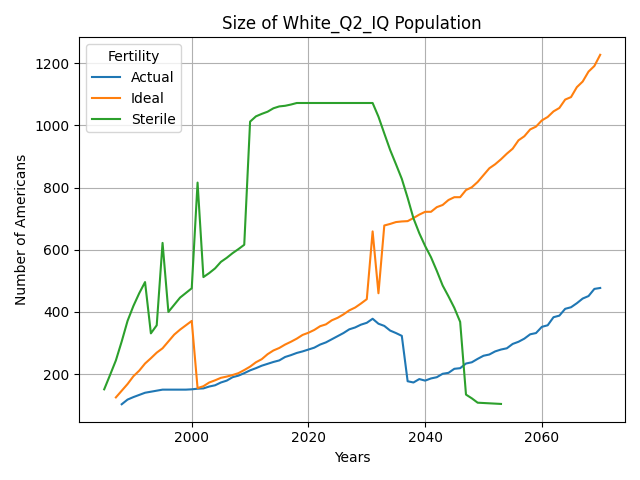 Size of White_Q2_IQ Population
Fertility
Actual
Ideal
Sterile
Number of Americans
1200
1000
800
600
400
200
2000
2020
2040
2060
Years